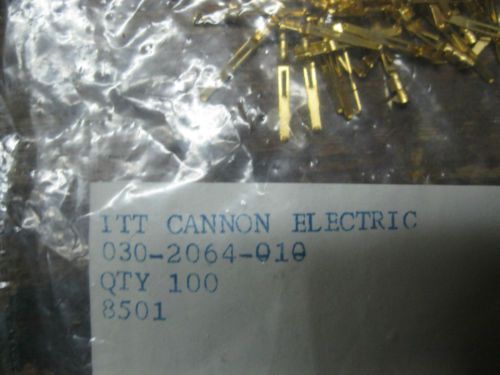 ITT CANNON ELECTRIC
030-2064-010
QTY 100
8501